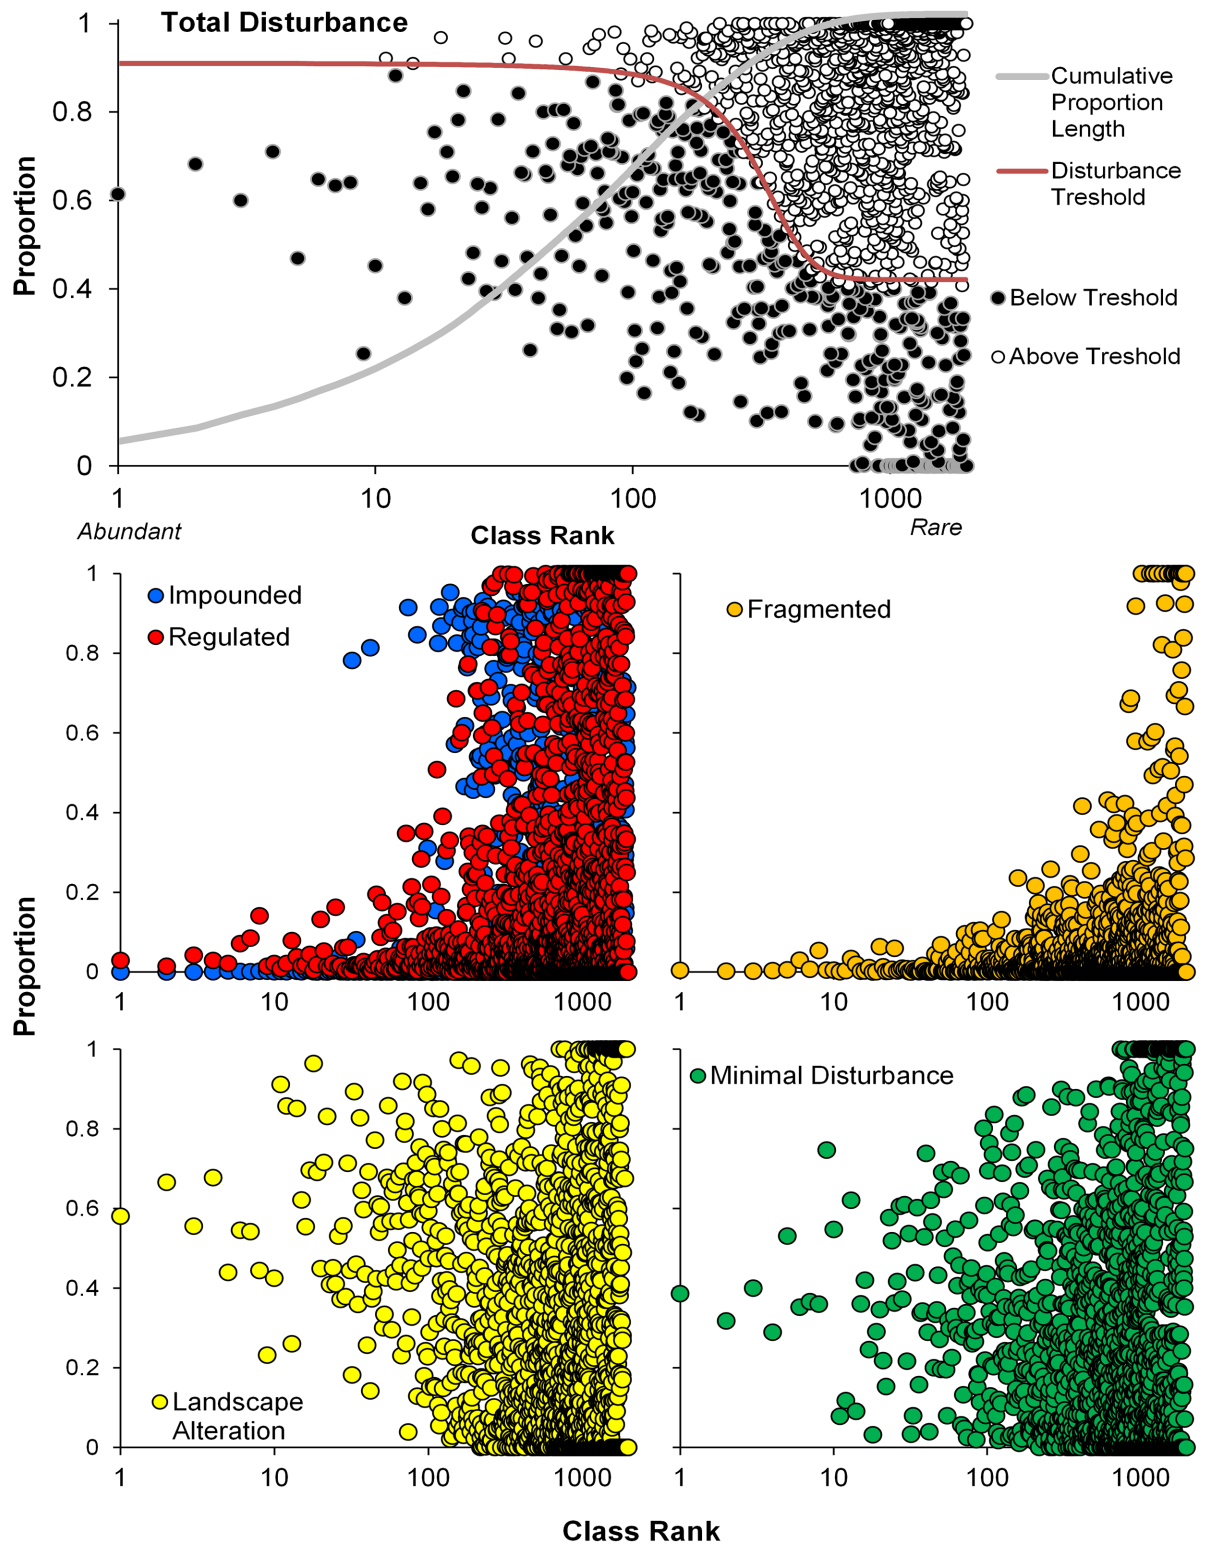 Total Disturbance
1
0.8
0.6
0.4
0.2
0
Proportion
1
10
100
1000
Abundant
Class Rank
Rare
Cumulative
Proportion
Length
Disturbance
Treshold
Below Treshold
Above Treshold
1
0.8
0.6
0.4
0.2
0
Impounded
Regulated
1
10
100
1000
Fragmented
1
10
100
1000
Proportion
1
0.8
0.6
0.4
0.2
0
Landscape
Alteration
1
10
100
1000
Minimal Disturbance
1
10
100
1000
Class Rank